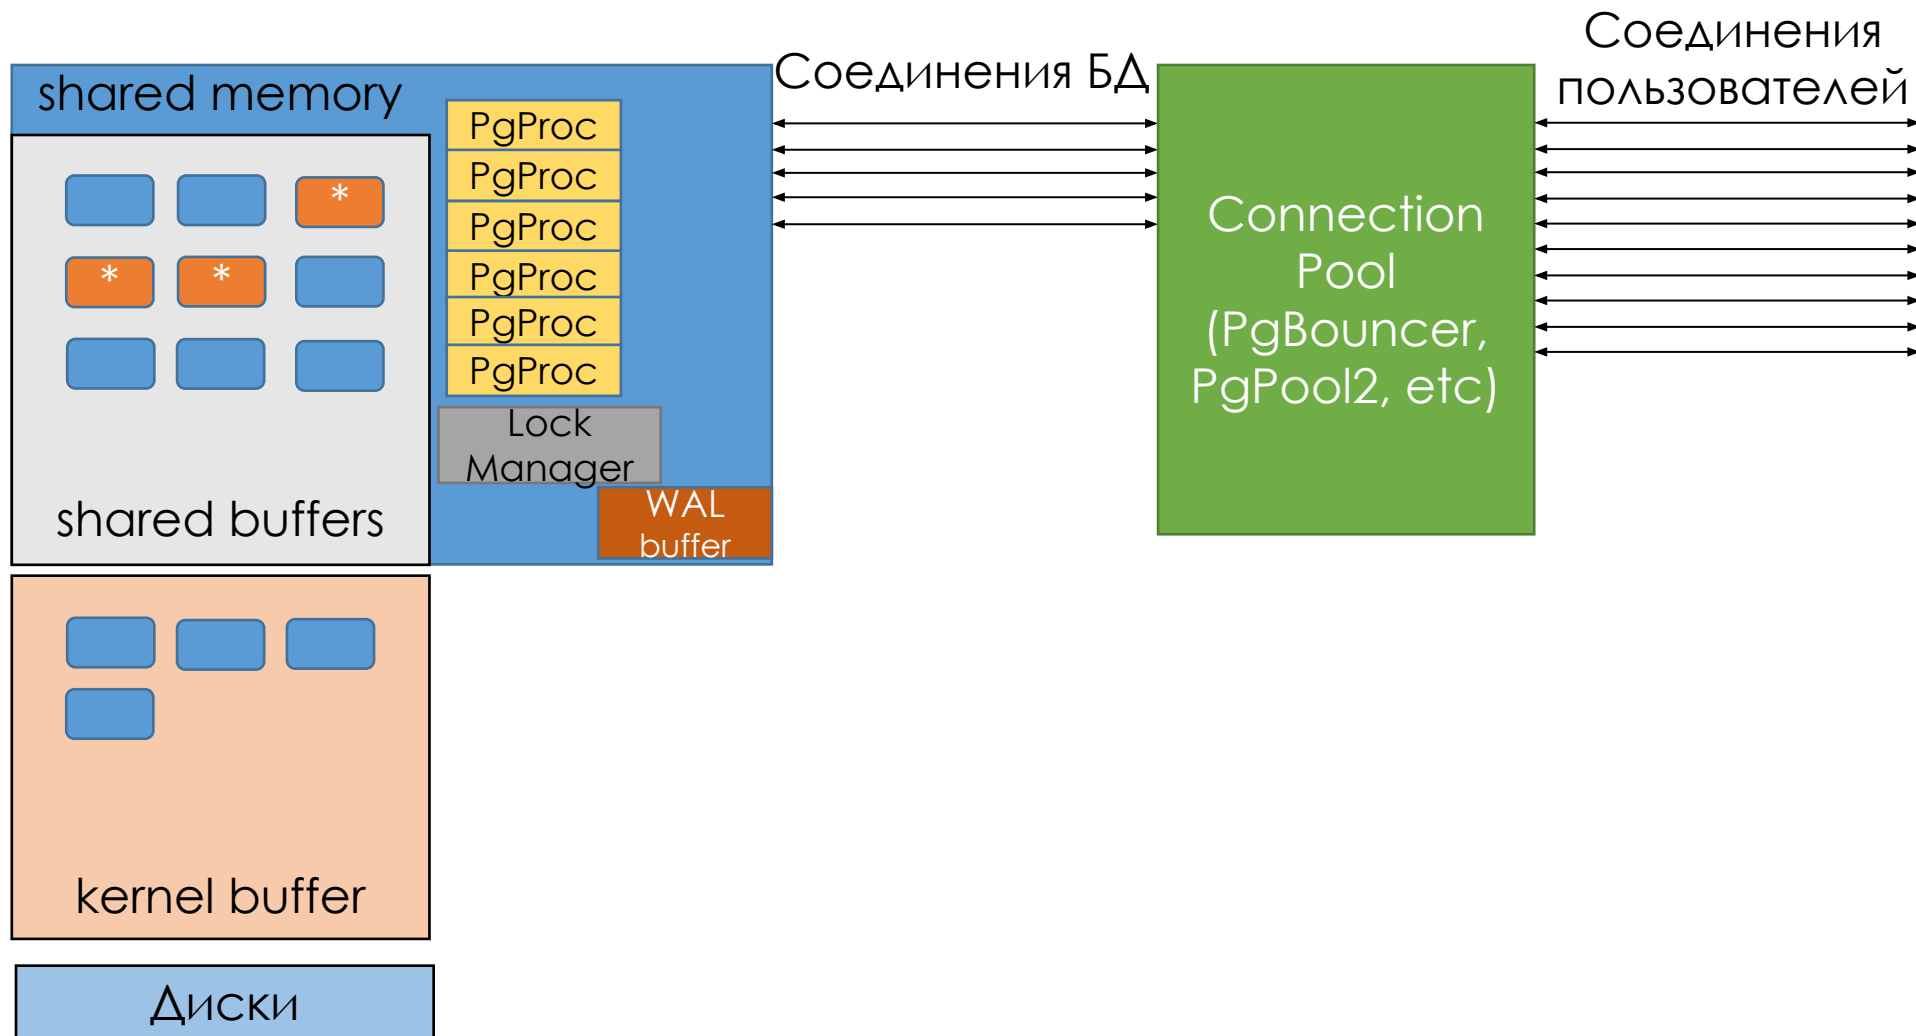 shared memory
*
*
*
shared buffers
PgProc
PgProc
PgProc
PgProc
PgProc
PgProc
Lock
Manager
WAL
buffer
kernel buffer
Диски
Соединения БД
Connection
Pool
(PgBouncer,
PgPool2, etc)
Соединения
пользователей